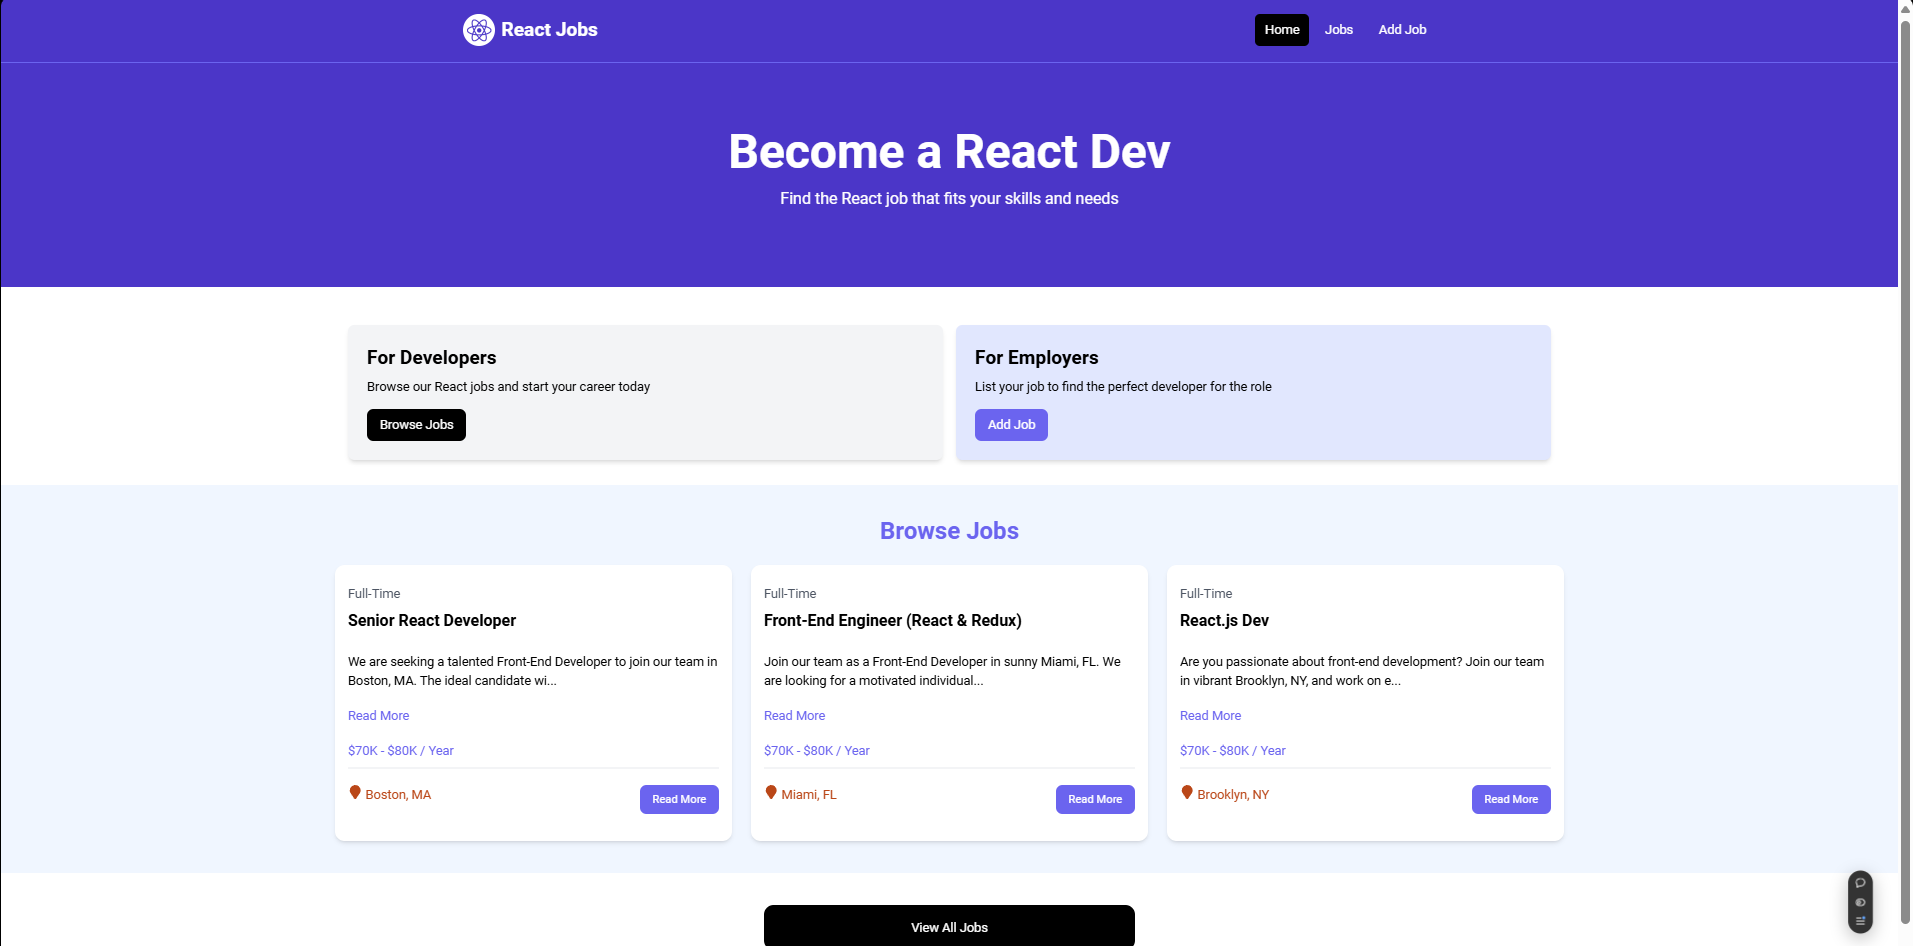 React Jobs
Home
Jobs
Add Job
Become a React Dev
Find the React job that fits your skills and needs
For Developers
Browse our React jobs and start your career today
Browse Jobs
For Employers
List your job to find the perfect developer for the role
Add Job
Browse Jobs
Full-Time
Senior React Developer
We are seeking a talented Front-End Developer to join our team in
Boston, MA. The ideal candidate wi...
Read More
$70K - $80K / Year
Boston, MA
Read More
Full-Time
Front-End Engineer (React & Redux)
Join our team as a Front-End Developer in sunny Miami, FL. We
are looking for a motivated individual...
Read More
$70K - $80K / Year
Miami, FL
Read More
Full-Time
React.js Dev
Are you passionate about front-end development? Join our team
in vibrant Brooklyn, NY, and work on e...
Read More
$70K - $80K / Year
Brooklyn, NY
Read More
View All Jobs